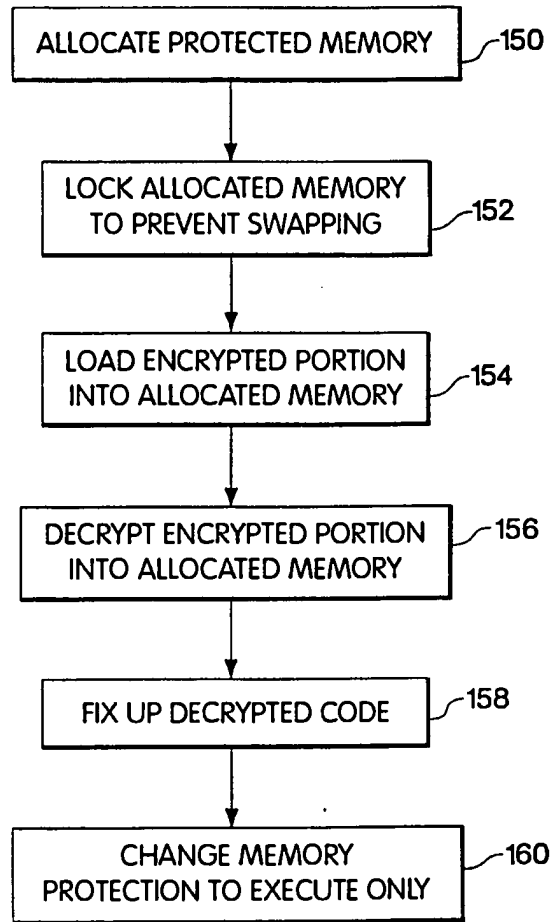 ALLOCATE PROTECTED MEMORY
150
LOCK ALLOCATED MEMORY
TO PREVENT SWAPPING
152
LOAD ENCRYPTED PORTION
INTO ALLOCATED MEMORY
154
DECRYPT ENCRYPTED PORTION
INTO ALLOCATED MEMORY
156
FIX UP DECRYPTED CODE
158
CHANGE MEMORY
PROTECTION TO EXECUTE ONLY
160